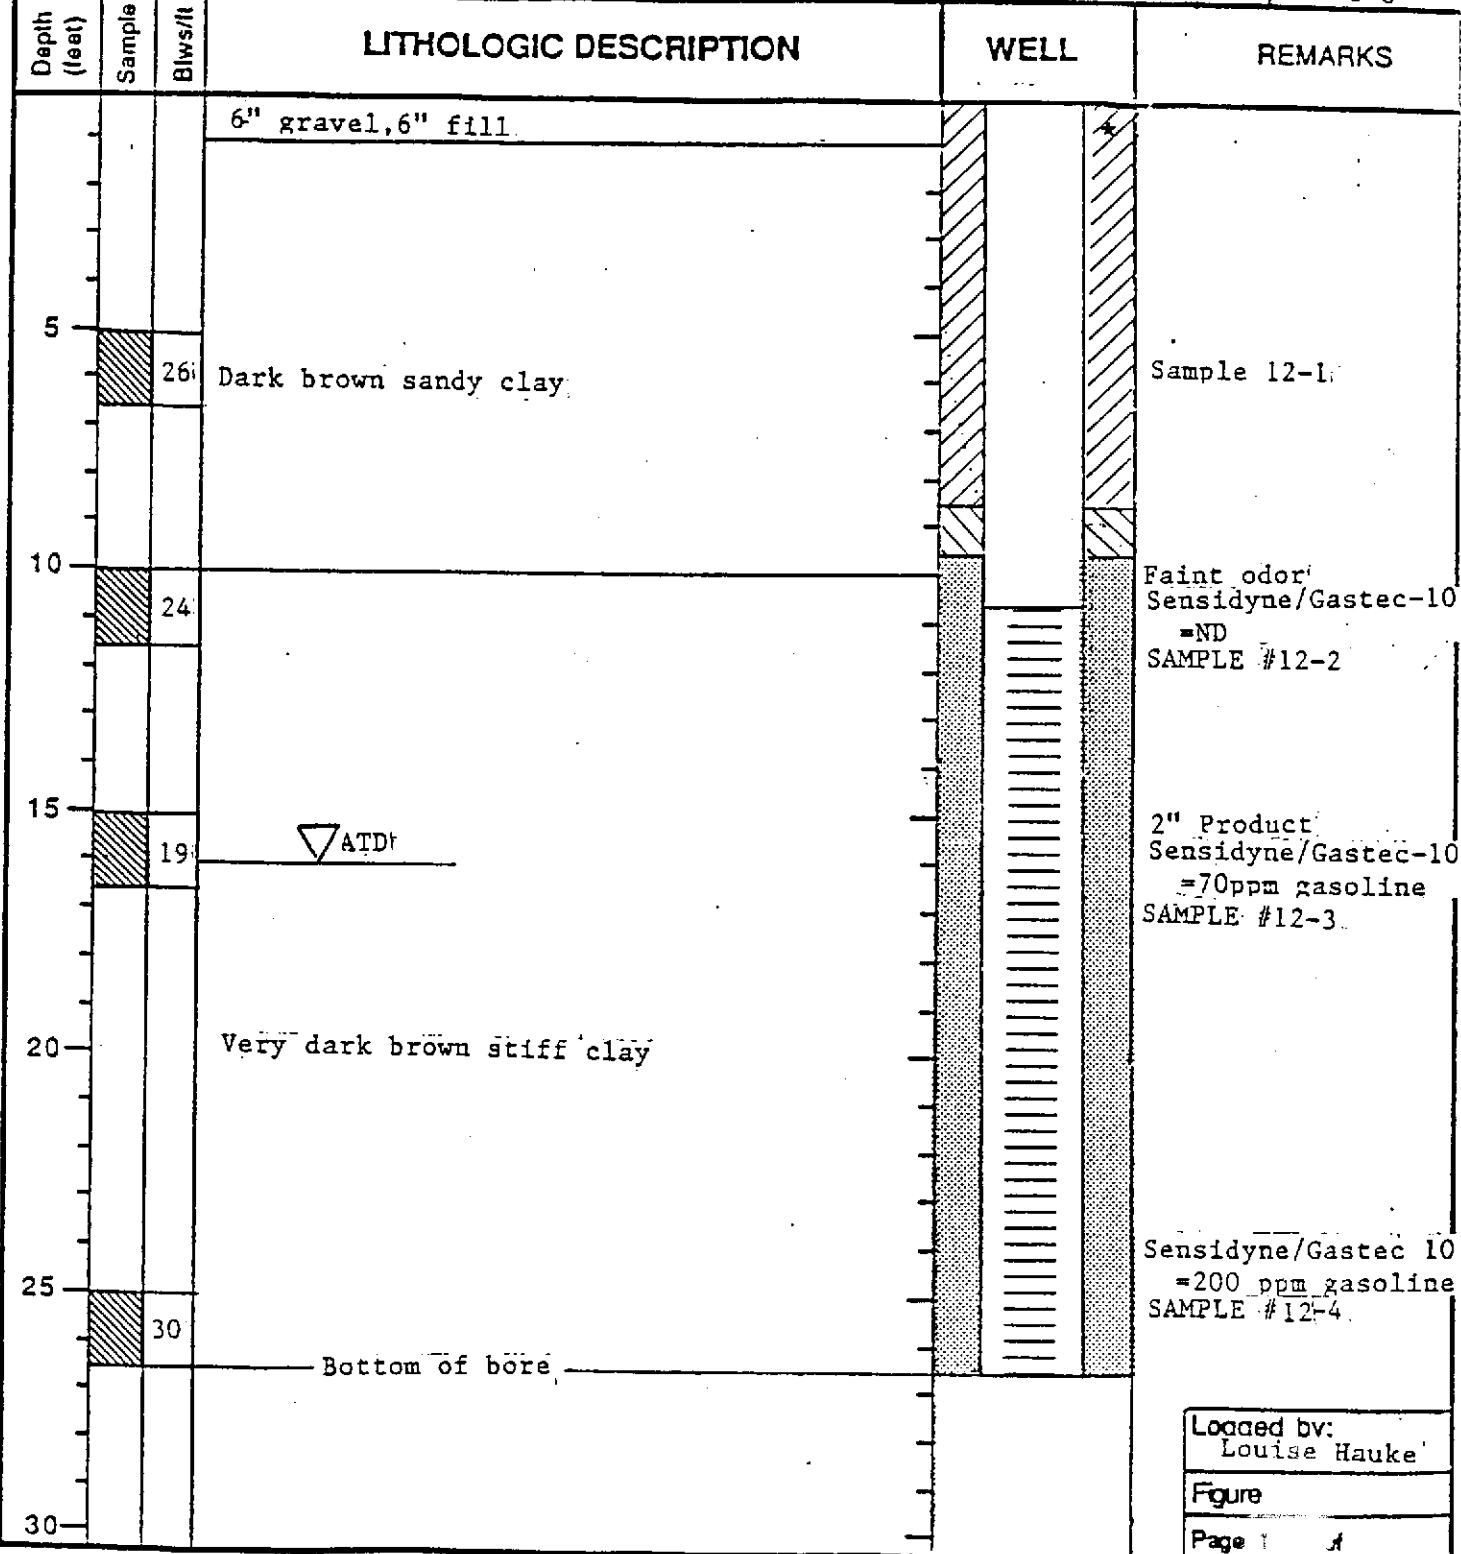 Depth (feet)
Sample
Blws/ft
LITHOLOGIC DESCRIPTION
WELL
REMARKS
6" gravel, 6" fill
5
26
Dark brown sandy clay
Sample 12-1
10
24
Faint odor
Sensidyne/Gastec-10
=ND
SAMPLE #12-2
15
19
ATD
2" Product
Sensidyne/Gastec-10
=70ppm gasoline
SAMPLE #12-3
20
Very dark brown stiff clay
25
30
Sensidyne/Gastec 10
=200 ppm gasoline
SAMPLE #12-4
Bottom of bore
30
Logged by:
Louise Hauke
Figure
Page 1